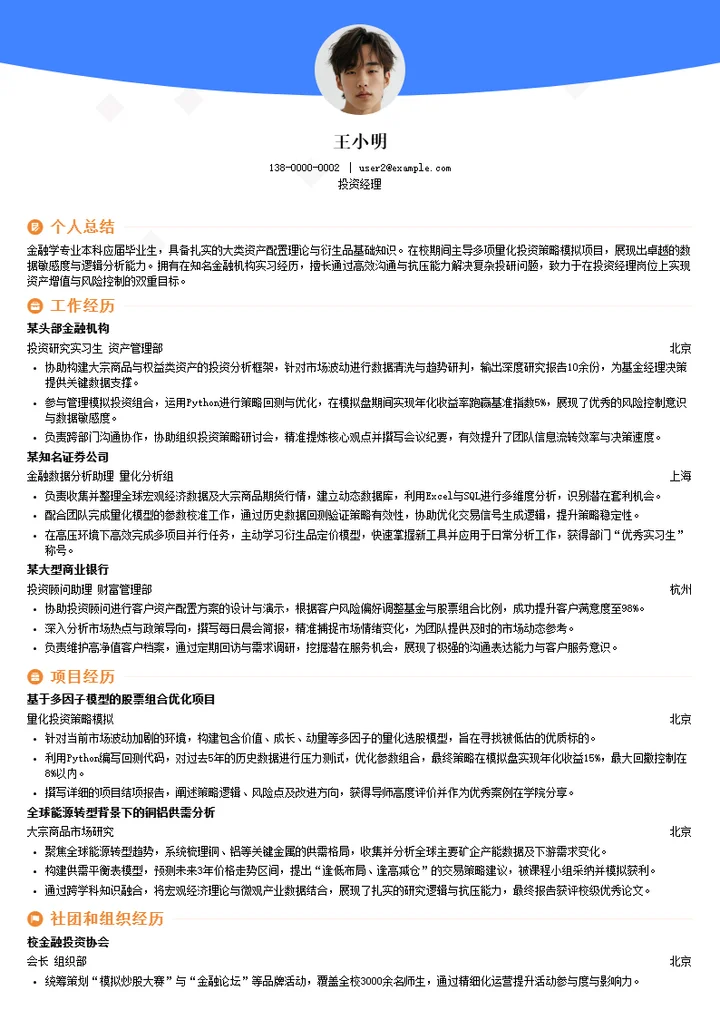 王小明
138-0000-0002 | user2@example.com
投资经理
个人总结
金融学专业本科应届毕业生，具备扎实的大类资产配置理论与衍生品基础知识。在校期间主导多项量化投资策略模拟项目，展现出卓越的数
据敏感度与逻辑分析能力。拥有在知名金融机构实习经历，擅长通过高效沟通与抗压能力解决复杂投研问题，致力于在投资经理岗位上实现
资产增值与风险控制的双重目标。
工作经历
某头部金融机构
投资研究实习生 资产管理部 北京
• 协助构建大宗商品与权益类资产的投资分析框架，针对市场波动进行数据清洗与趋势研判，输出深度研究报告10余份，为基金经理决策
提供关键数据支撑。
• 参与管理模拟投资组合，运用Python进行策略回测与优化，在模拟盘期间实现年化收益率跑赢基准指数5%，展现了优秀的风险控制意识
与数据敏感度。
• 负责跨部门沟通协作，协助组织投资策略研讨会，精准提炼核心观点并撰写会议纪要，有效提升了团队信息流转效率与决策速度。
某知名证券公司
金融数据分析助理 量化分析组 上海
• 负责收集并整理全球宏观经济数据及大宗商品期货行情，建立动态数据库，利用Excel与SQL进行多维度分析，识别潜在套利机会。
• 配合团队完成量化模型的参数校准工作，通过历史数据回测验证策略有效性，协助优化交易信号生成逻辑，提升策略稳定性。
• 在高压环境下高效完成多项目并行任务，主动学习衍生品定价模型，快速掌握新工具并应用于日常分析工作，获得部门“优秀实习生”
称号。
某大型商业银行
投资顾问助理 财富管理部 杭州
• 协助投资顾问进行客户资产配置方案的设计与演示，根据客户风险偏好调整基金与股票组合比例，成功提升客户满意度至98%。
• 深入分析市场热点与政策导向，撰写每日晨会简报，精准捕捉市场情绪变化，为团队提供及时的市场动态参考。
• 负责维护高净值客户档案，通过定期回访与需求调研，挖掘潜在服务机会，展现了极强的沟通表达能力与客户服务意识。
项目经历
基于多因子模型的股票组合优化项目
量化投资策略模拟 北京
• 针对当前市场波动加剧的环境，构建包含价值、成长、动量等多因子的量化选股模型，旨在寻找被低估的优质标的。
• 利用Python编写回测代码，对过去5年的历史数据进行压力测试，优化参数组合，最终策略在模拟盘实现年化收益15%，最大回撤控制在
8%以内。
• 撰写详细的项目结项报告，阐述策略逻辑、风险点及改进方向，获得导师高度评价并作为优秀案例在学院分享。
全球能源转型背景下的铜铝供需分析
大宗商品市场研究 北京
• 聚焦全球能源转型趋势，系统梳理铜、铝等关键金属的供需格局，收集并分析全球主要矿企产能数据及下游需求变化。
• 构建供需平衡表模型，预测未来3年价格走势区间，提出“逢低布局、逢高减仓”的交易策略建议，被课程小组采纳并模拟获利。
• 通过跨学科知识融合，将宏观经济理论与微观产业数据结合，展现了扎实的研究逻辑与抗压能力，最终报告获评校级优秀论文。
社团和组织经历
校金融投资协会
会长 组织部 北京
• 统筹策划“模拟炒股大赛”与“金融论坛”等品牌活动，覆盖全校3000余名师生，通过精细化运营提升活动参与度与影响力。